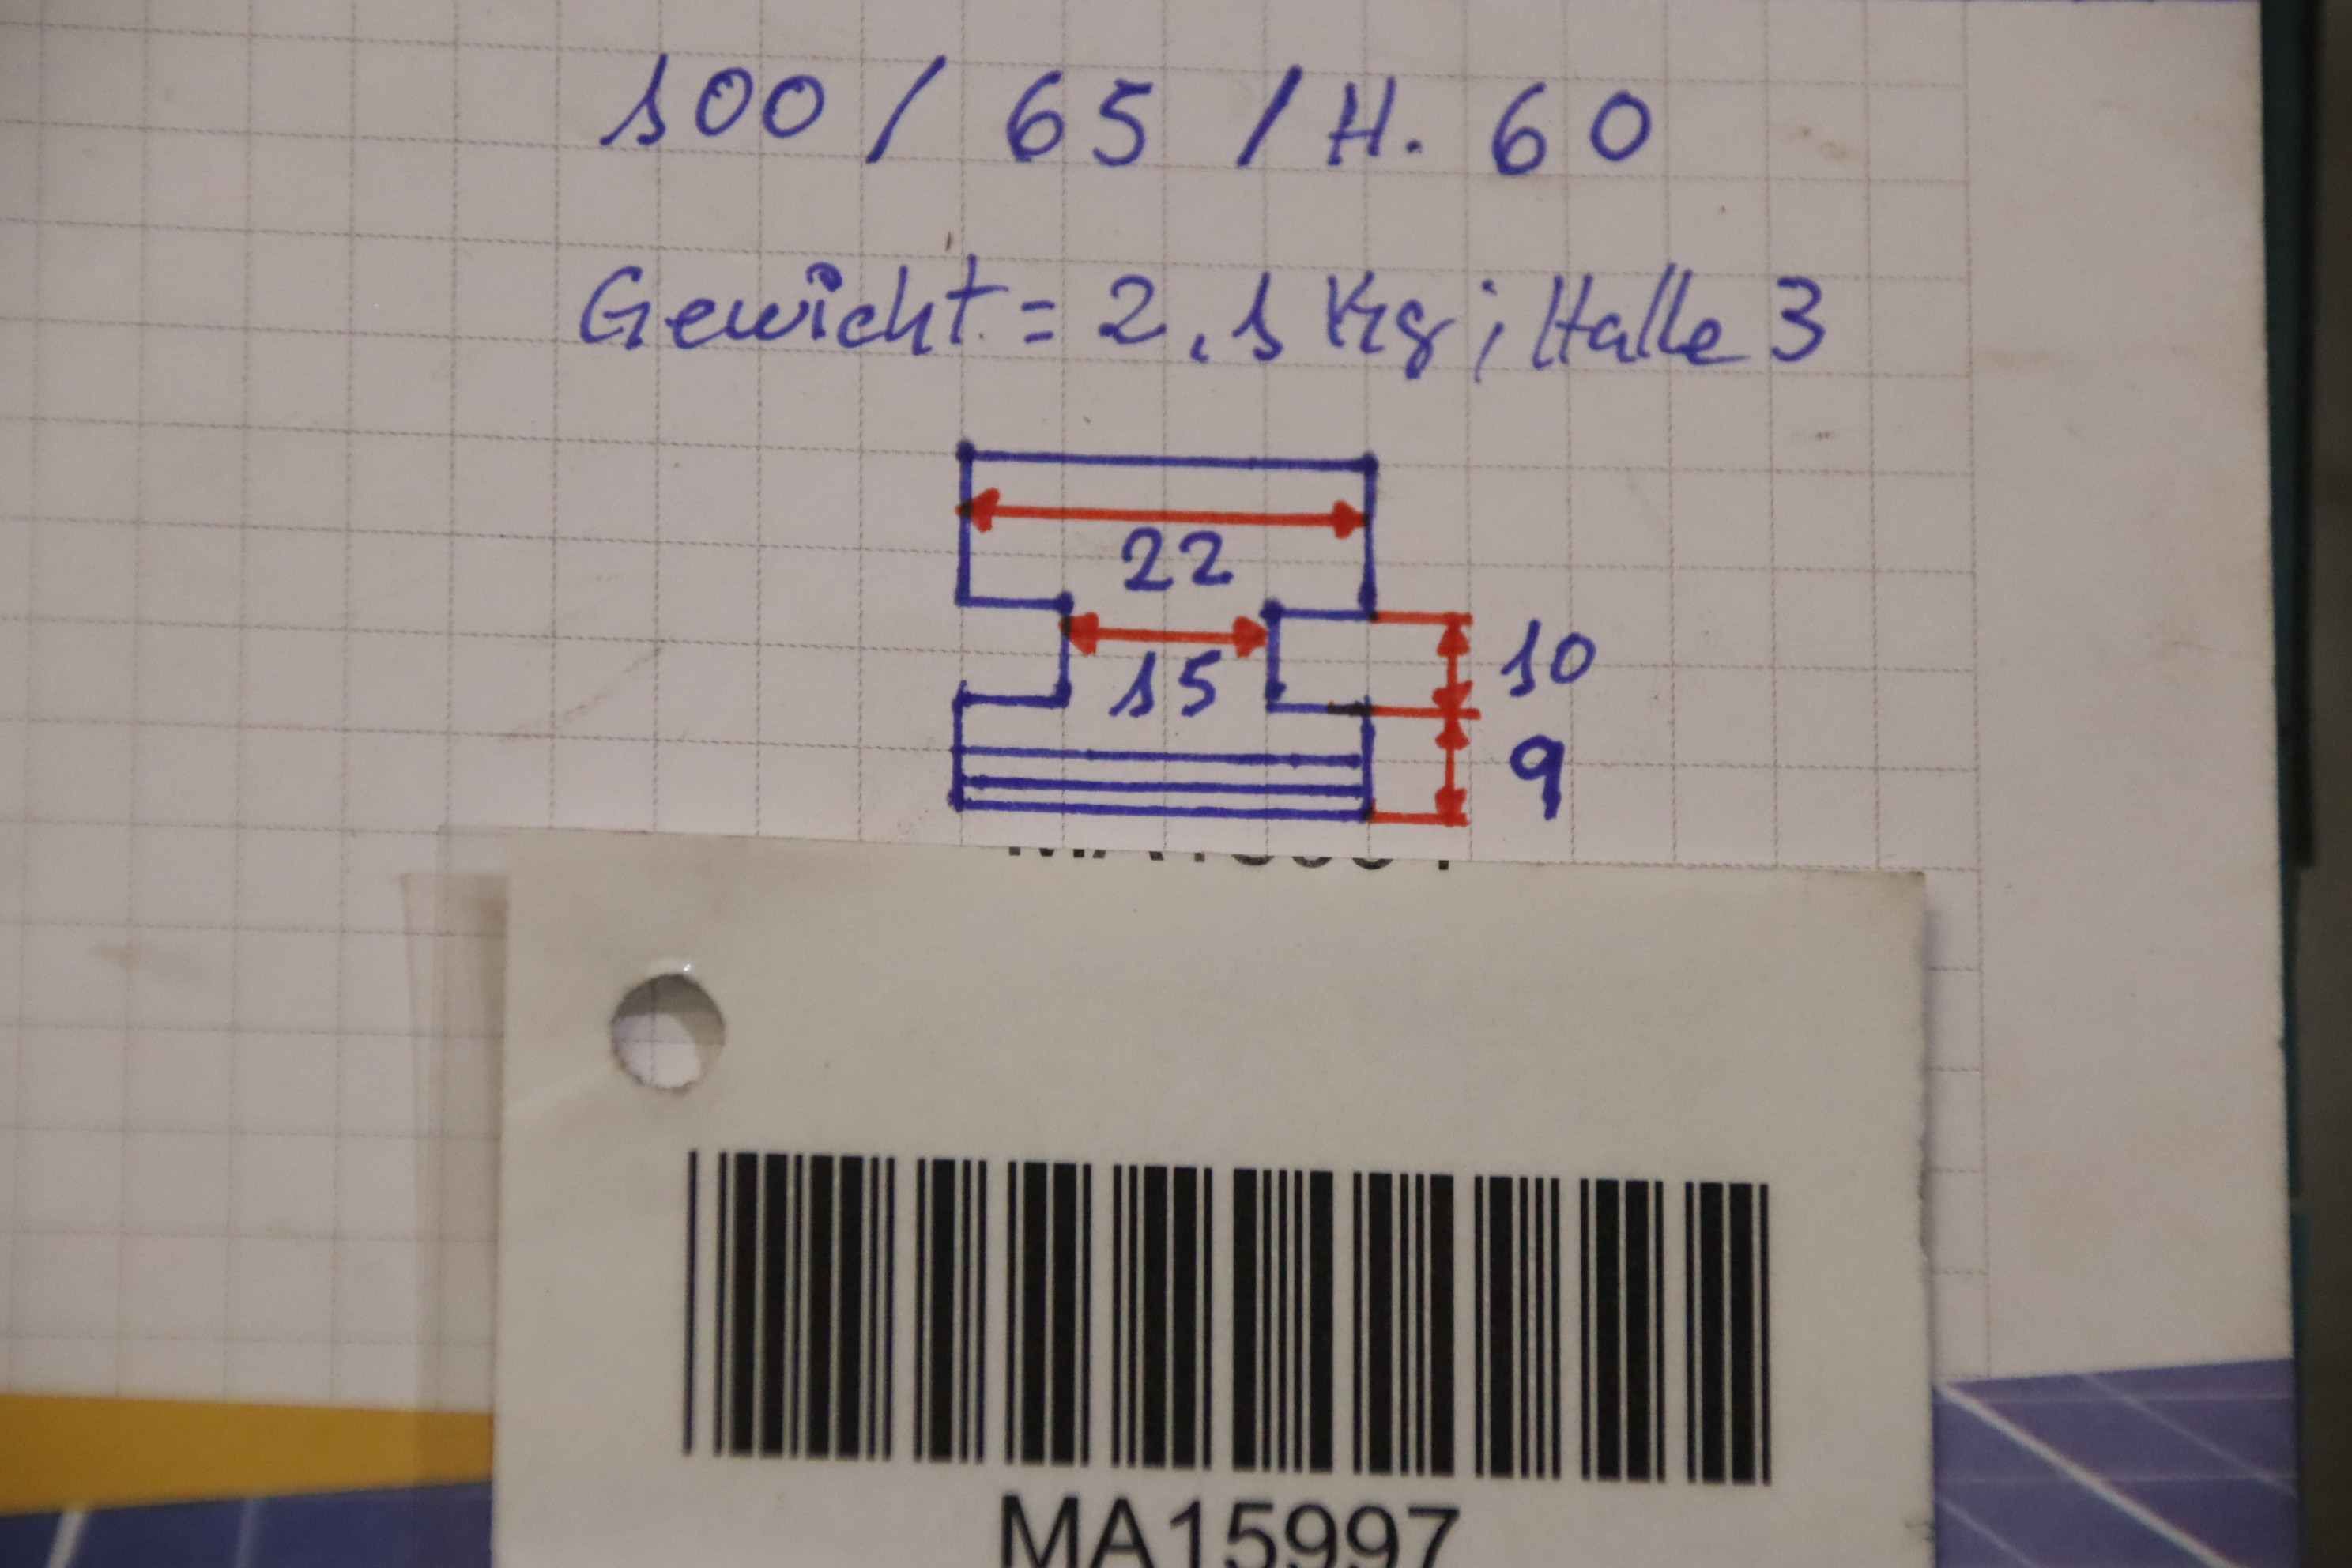 100 / 65 / H. 60
Gewicht = 2,1 Kg ; Halle 3
22
15
10
9
MA15997